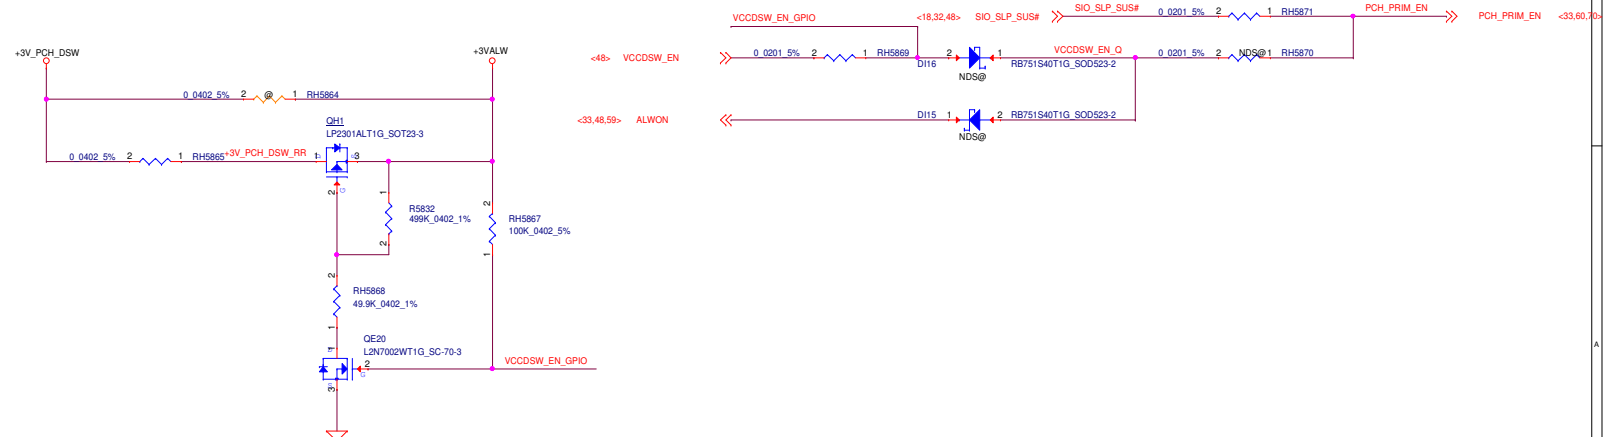 VCCDSW_EN_GPIO
<18,32,48> SIO_SLP_SUS#
SIO_SLP_SUS#
0_0201_5% 2 1 RH5871
PCH_PRIM_EN
PCH_PRIM_EN <33,60,70>
+3V_PCH_DSW
+3VALW
<48> VCCDSW_EN
0_0201_5% 2 1 RH5869
DI16
2 1
NDS@
VCCDSW_EN_Q
RB751S40T1G_SOD523-2
0_0201_5% 2 NDS@ 1 RH5870
0_0402_5% 2 @ 1 RH5864
<33,48,59> ALWON
DI15 1 2 RB751S40T1G_SOD523-2
NDS@
QH1
LP2301ALT1G_SOT23-3
0_0402_5% 2 1 RH5865
+3V_PCH_DSW_RR
1 3
2 G
1
R5832
499K_0402_1%
2
2
RH5867
100K_0402_5%
1
2
RH5868
49.9K_0402_1%
1
QE20
L2N7002WT1G_SC-70-3
1
2
3
VCCDSW_EN_GPIO
A